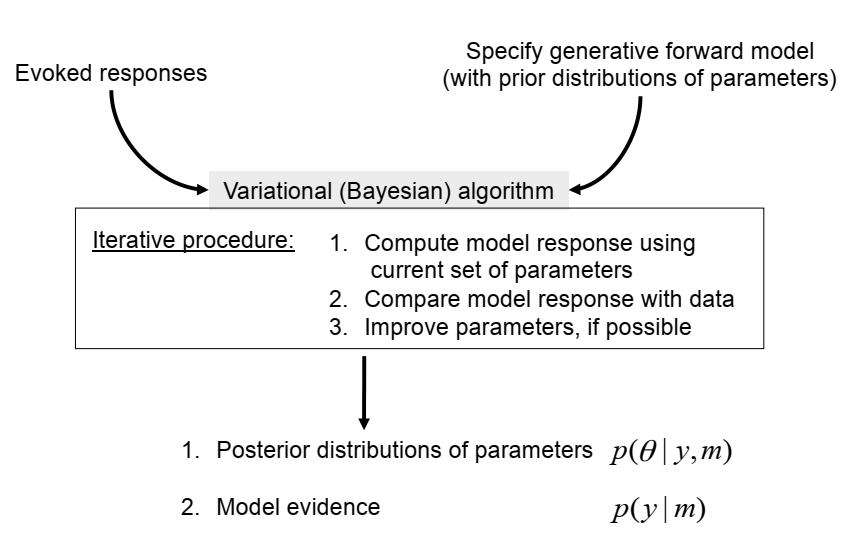 Specify generative forward model
Evoked responses
(with prior distributions of parameters)
Variational (Bayesian) algorithm
Iterative procedure:
1. Compute model response using
current set of parameters
2. Compare model response with data
3. Improve parameters, if possible
1. Posterior distributions of parameters p(θ | y, m)
2. Model evidence p(y | m)